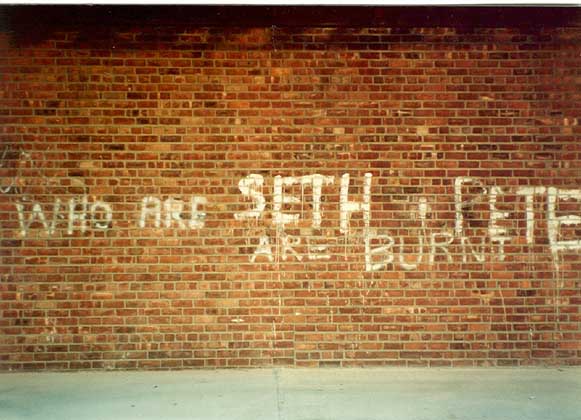 WHO ARE SETH + PETE
ARE BURNT